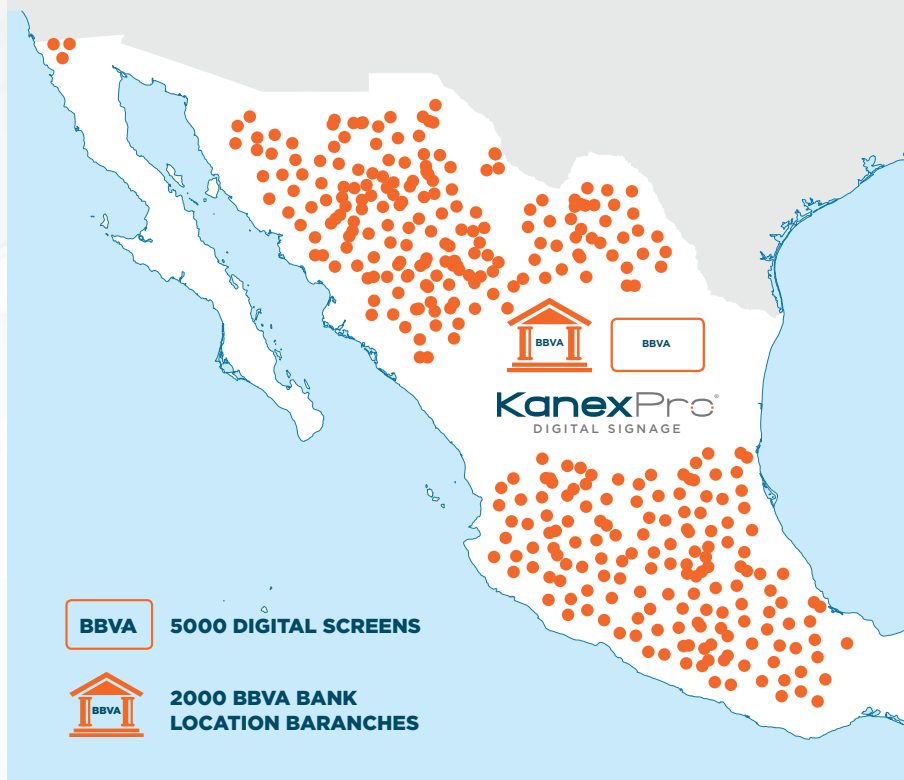 BBVA
BBVA
KanexPro®
DIGITAL SIGNAGE
BBVA
5000 DIGITAL SCREENS
BBVA
2000 BBVA BANK
LOCATION BARANCHES